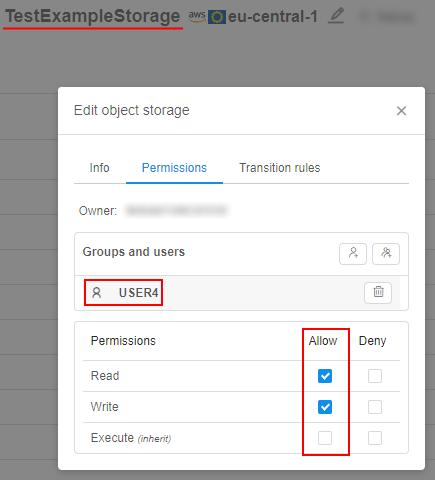 TestExampleStorage aws eu-central-1
Edit object storage
Info Permissions Transition rules
Owner:
Groups and users
USER4
Permissions Allow Deny
Read
Write
Execute (inherit)